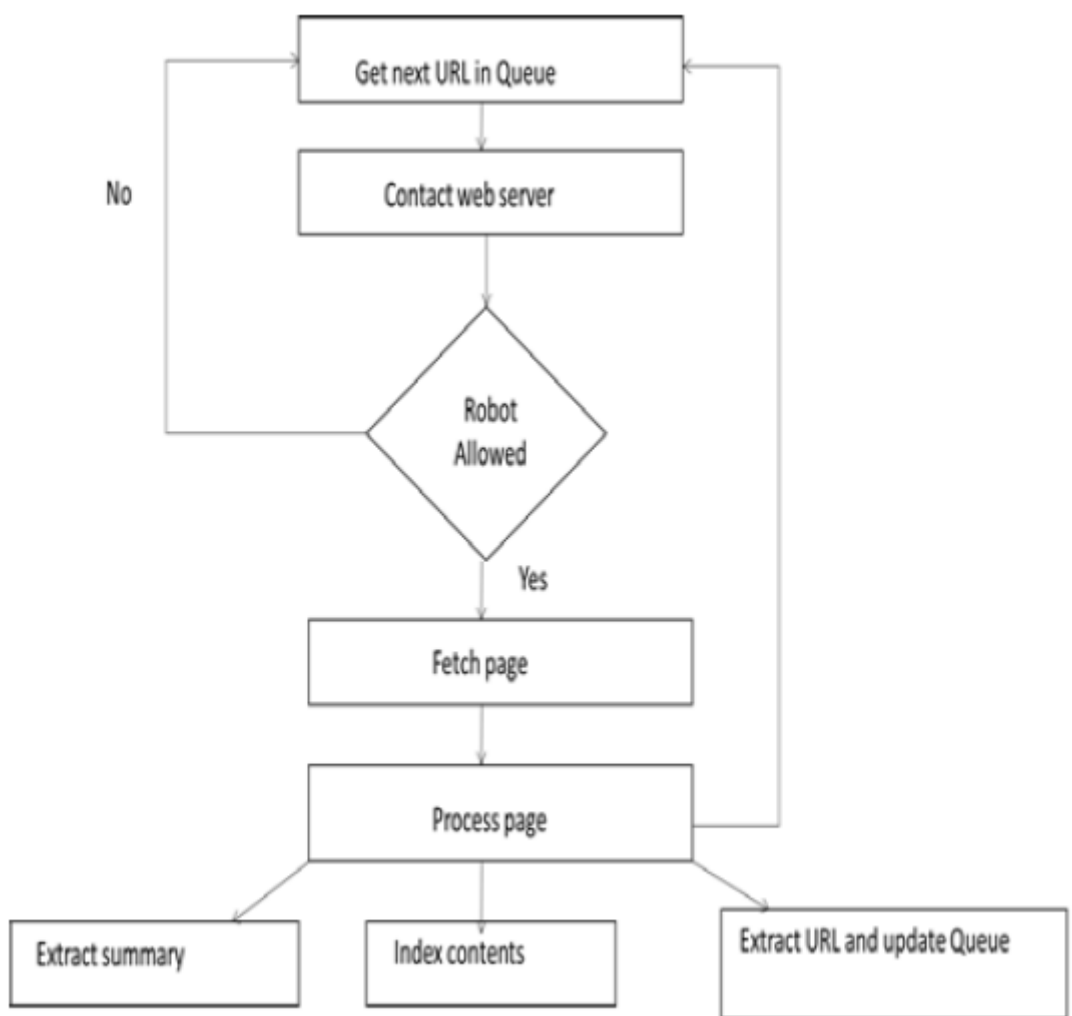 Get next URL in Queue
Contact web server
No
Robot
Allowed
Yes
Fetch page
Process page
Extract summary
Index contents
Extract URL and update Queue